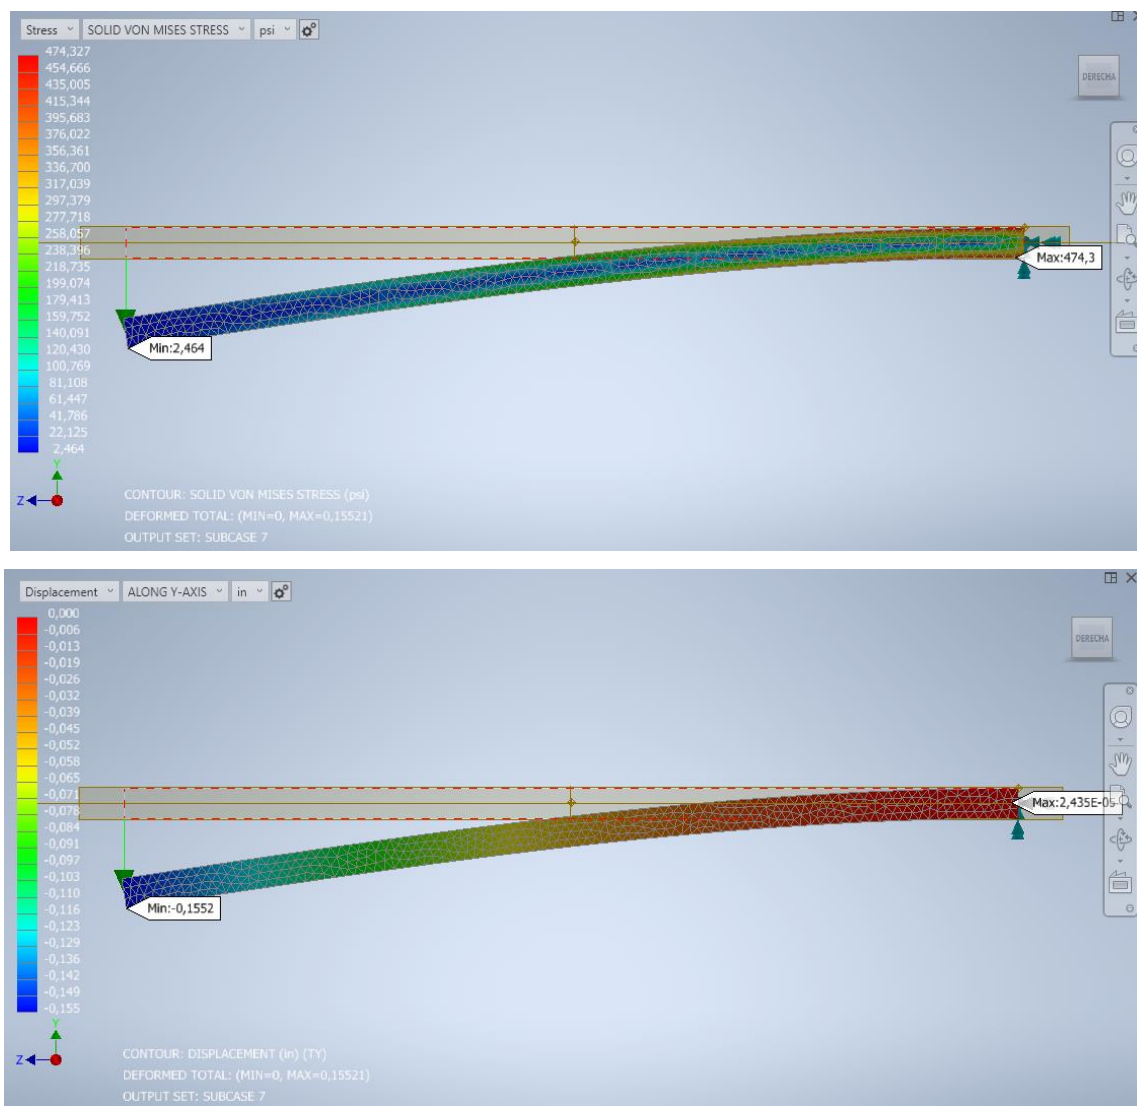 Stress SOLID VON MISES STRESS psi
474,327
454,666
435,005
415,344
395,683
376,022
356,361
336,700
317,039
297,379
277,718
258,057
238,396
218,735
199,074
179,413
159,752
140,091
120,430
100,769
81,108
61,447
41,786
22,125
2,464
DERECHA
Max:474,3
Min:2,464
Y
Z
CONTOUR: SOLID VON MISES STRESS (psi)
DEFORMED TOTAL: (MIN=0, MAX=0,15521)
OUTPUT SET: SUBCASE 7
Displacement ALONG Y-AXIS in
0,000
-0,006
-0,013
-0,019
-0,026
-0,032
-0,039
-0,045
-0,052
-0,058
-0,065
-0,071
-0,078
-0,084
-0,091
-0,097
-0,103
-0,110
-0,116
-0,123
-0,129
-0,136
-0,142
-0,149
-0,155
DERECHA
Max:2,435E-05
Min:-0,1552
Y
Z
CONTOUR: DISPLACEMENT (in) (TY)
DEFORMED TOTAL: (MIN=0, MAX=0,15521)
OUTPUT SET: SUBCASE 7